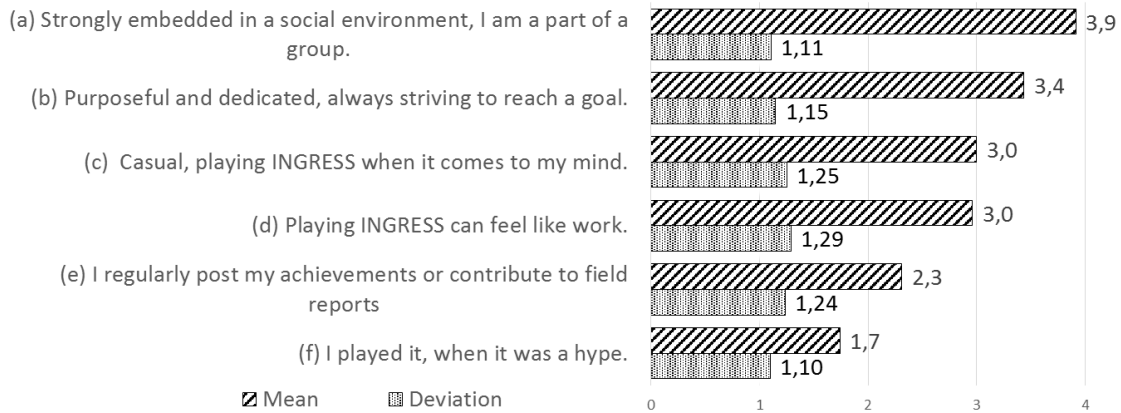 (a) Strongly embedded in a social environment, I am a part of a
group.
3,9
1,11
(b) Purposeful and dedicated, always striving to reach a goal.
3,4
1,15
(c)  Casual, playing INGRESS when it comes to my mind.
3,0
1,25
(d) Playing INGRESS can feel like work.
3,0
1,29
(e) I regularly post my achievements or contribute to field
reports
2,3
1,24
(f) I played it, when it was a hype.
1,7
1,10
Mean Deviation
0 1 2 3 4